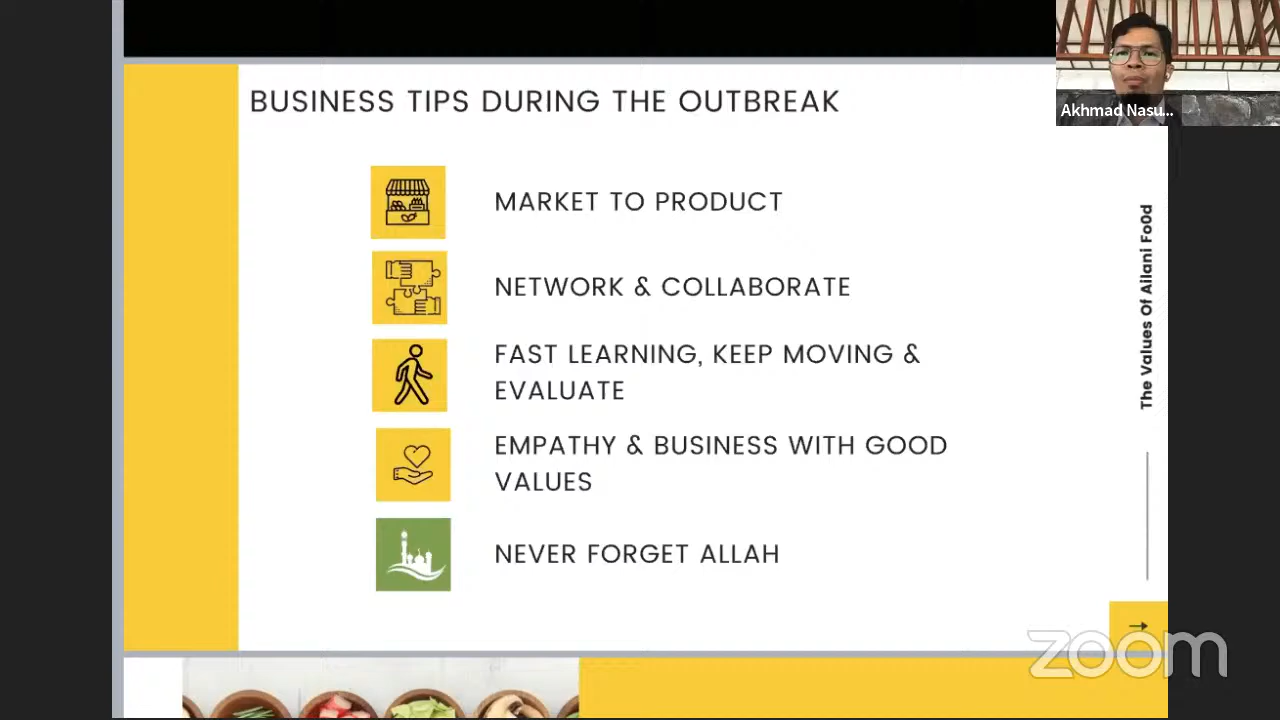 BUSINESS TIPS DURING THE OUTBREAK
Akhmad Nasu...
MARKET TO PRODUCT
NETWORK & COLLABORATE
FAST LEARNING, KEEP MOVING &
EVALUATE
EMPATHY & BUSINESS WITH GOOD
VALUES
NEVER FORGET ALLAH
The Values Of Ailani Fo0d
zoom